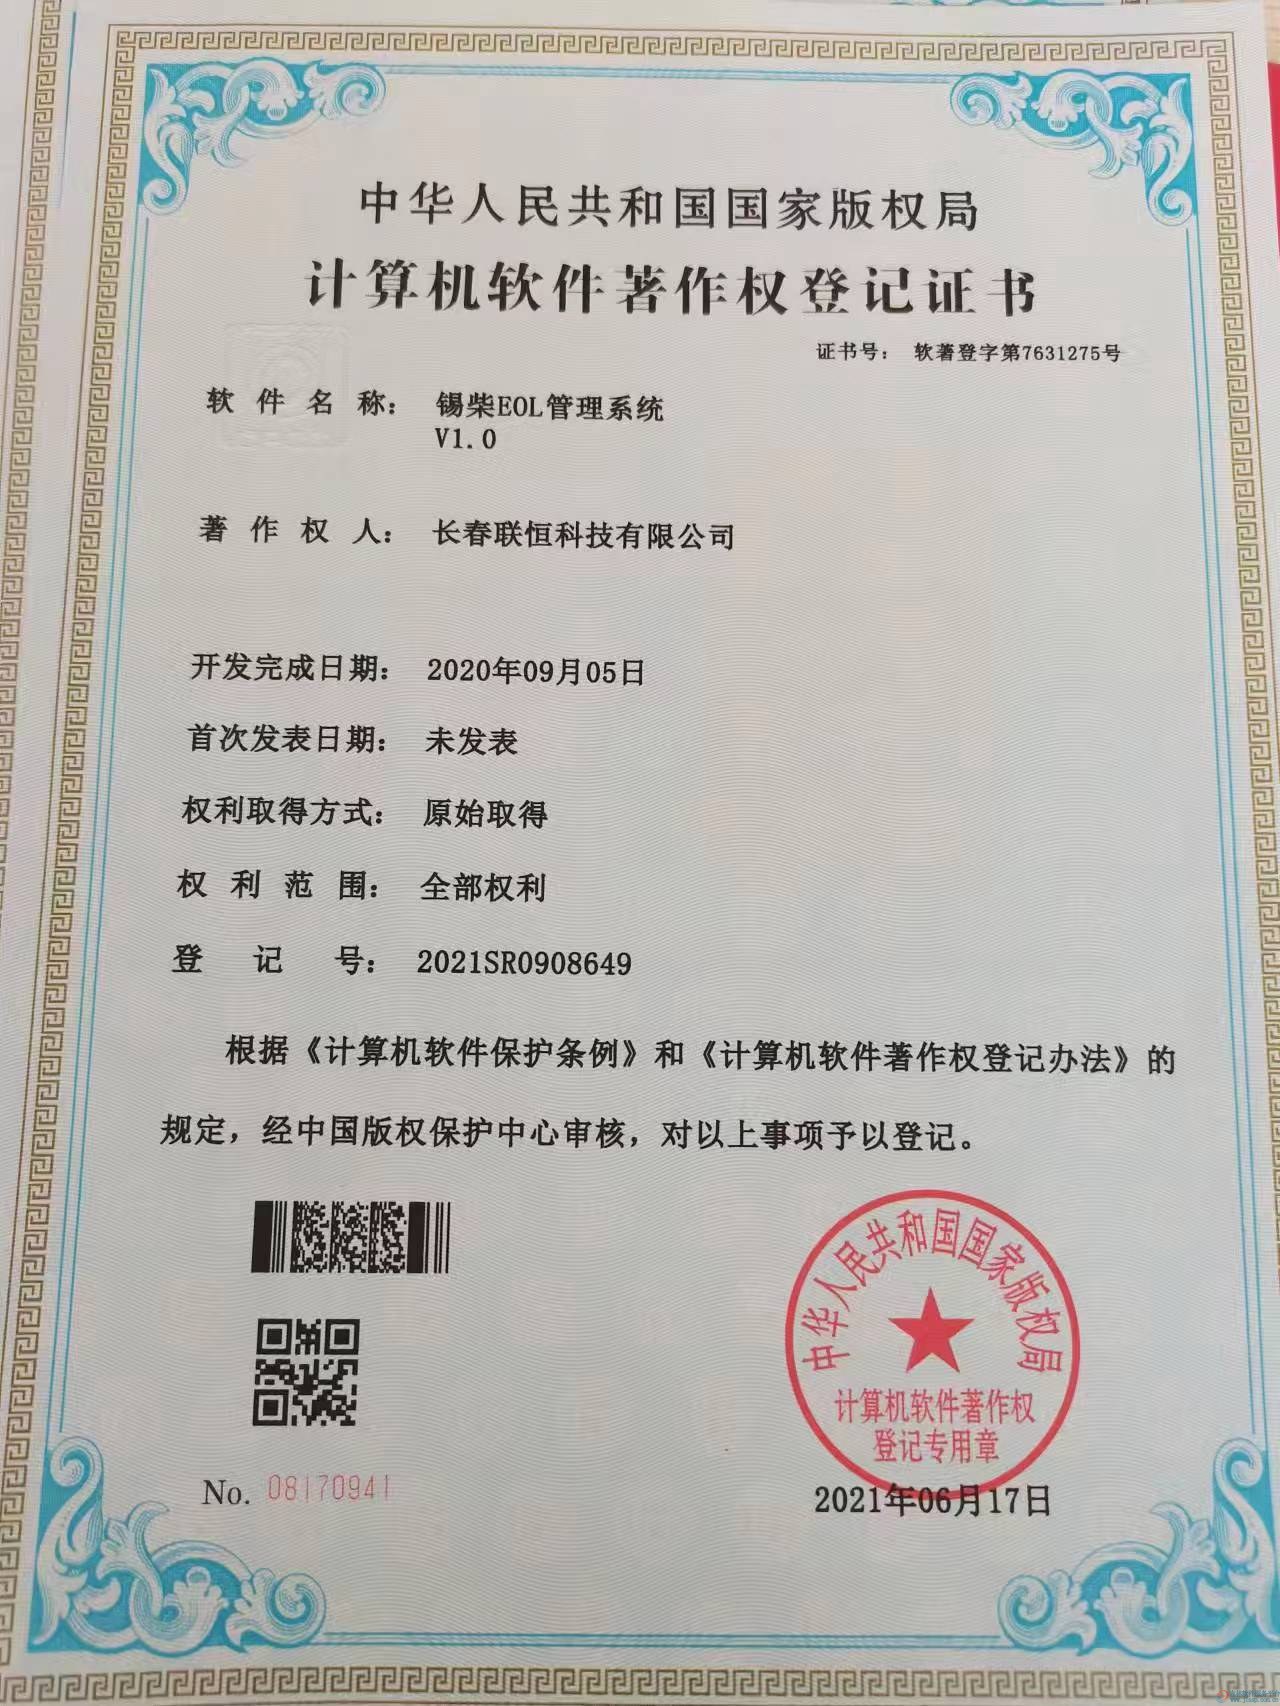 中华人民共和国国家版权局
计算机软件著作权登记证书
证书号： 软著登字第7631275号
软件名称： 锡柴EOL管理系统
V1.0
著作权人： 长春联恒科技有限公司
开发完成日期： 2020年09月05日
首次发表日期： 未发表
权利取得方式： 原始取得
权利范围： 全部权利
登记号： 2021SR0908649
根据《计算机软件保护条例》和《计算机软件著作权登记办法》的
规定，经中国版权保护中心审核，对以上事项予以登记。
中华人民共和国国家版权局
计算机软件著作权
登记专用章
No. 08170941
2021年06月17日